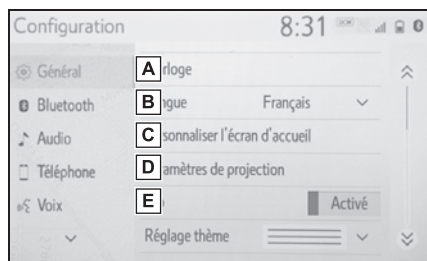 Configuration 8:31
Général
A rloge
Bluetooth
B ngue Français
Audio
C sonnaliser l'écran d'accueil
Téléphone
D amètres de projection
Voix
E Activé
Réglage thème